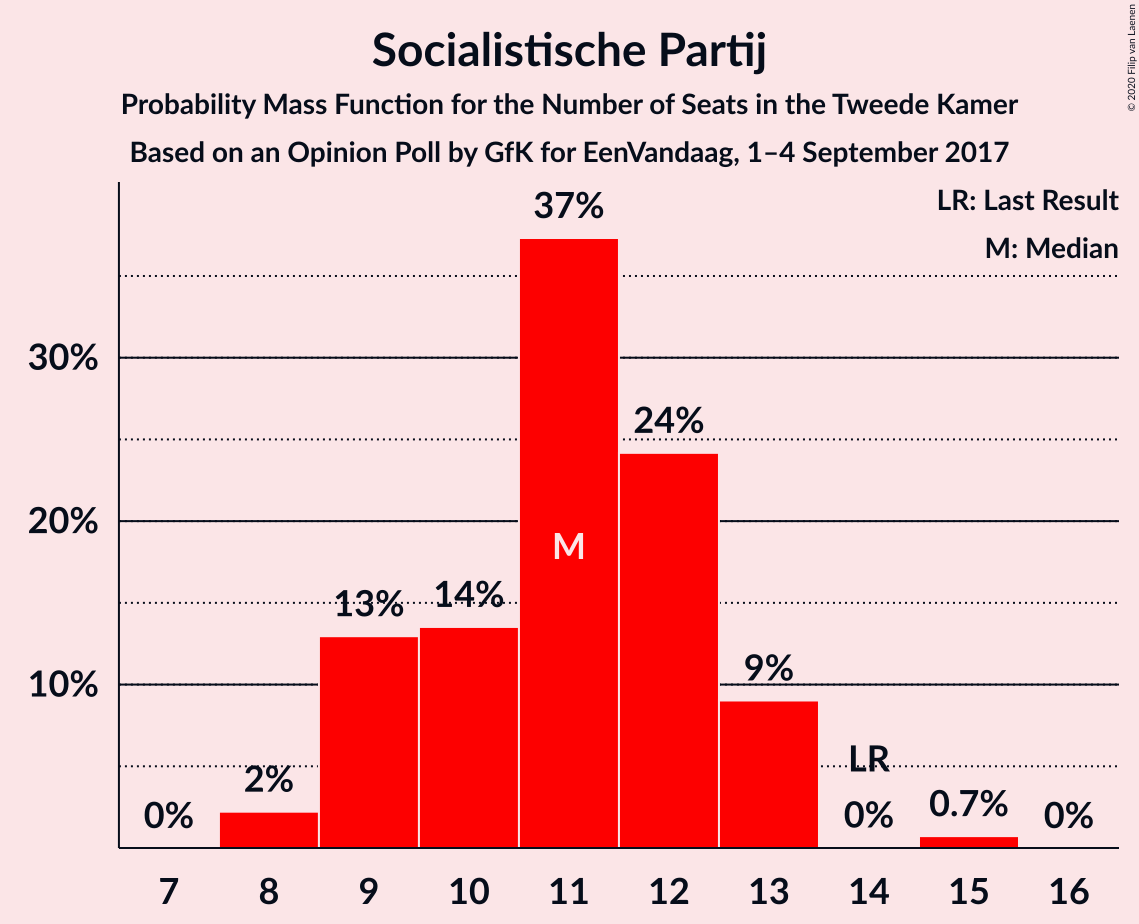 Socialistische Partij
Probability Mass Function for the Number of Seats in the Tweede Kamer
Based on an Opinion Poll by GfK for EenVandaag, 1–4 September 2017
© 2020 Filip van Laenen
LR: Last Result
M: Median
30%
20%
10%
0%
2%
13%
14%
37%
M
24%
9%
LR
0%
0.7%
0%
7 8 9 10 11 12 13 14 15 16